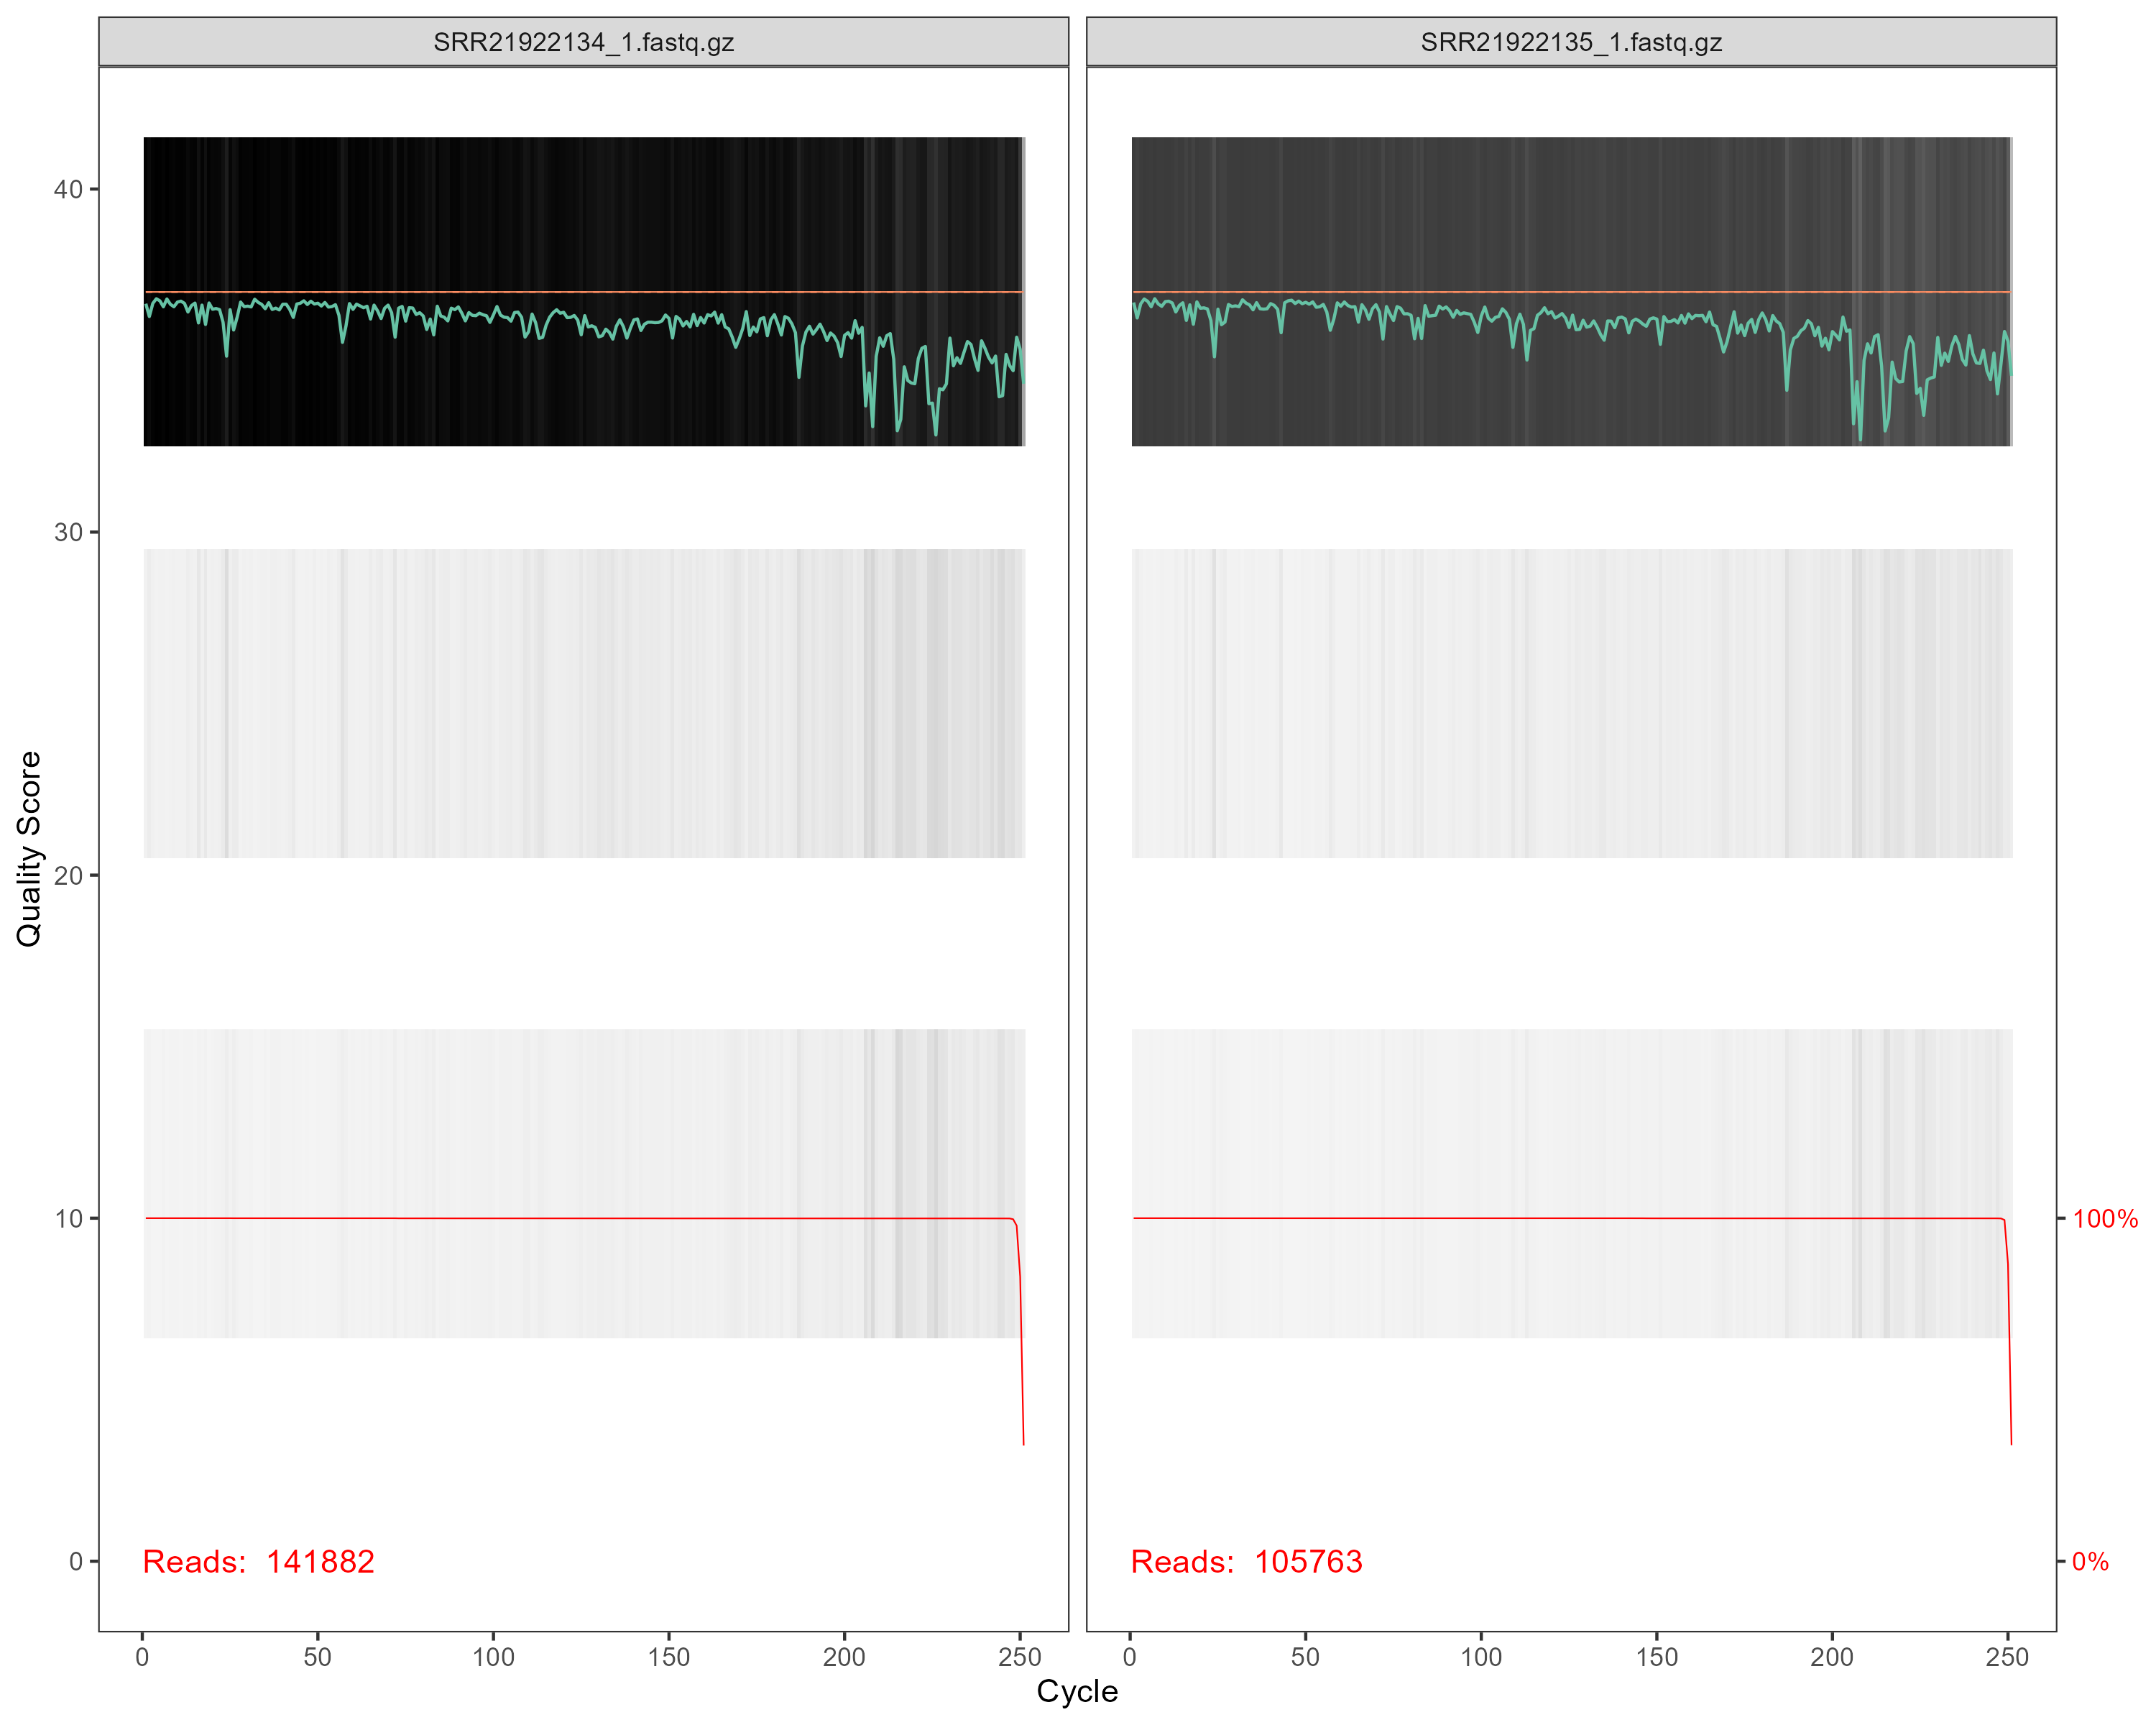 SRR21922134_1.fastq.gz
SRR21922135_1.fastq.gz
40
30
20
10
0
Quality Score
100%
0%
Reads: 141882
Reads: 105763
0 50 100 150 200 250
0 50 100 150 200 250
Cycle